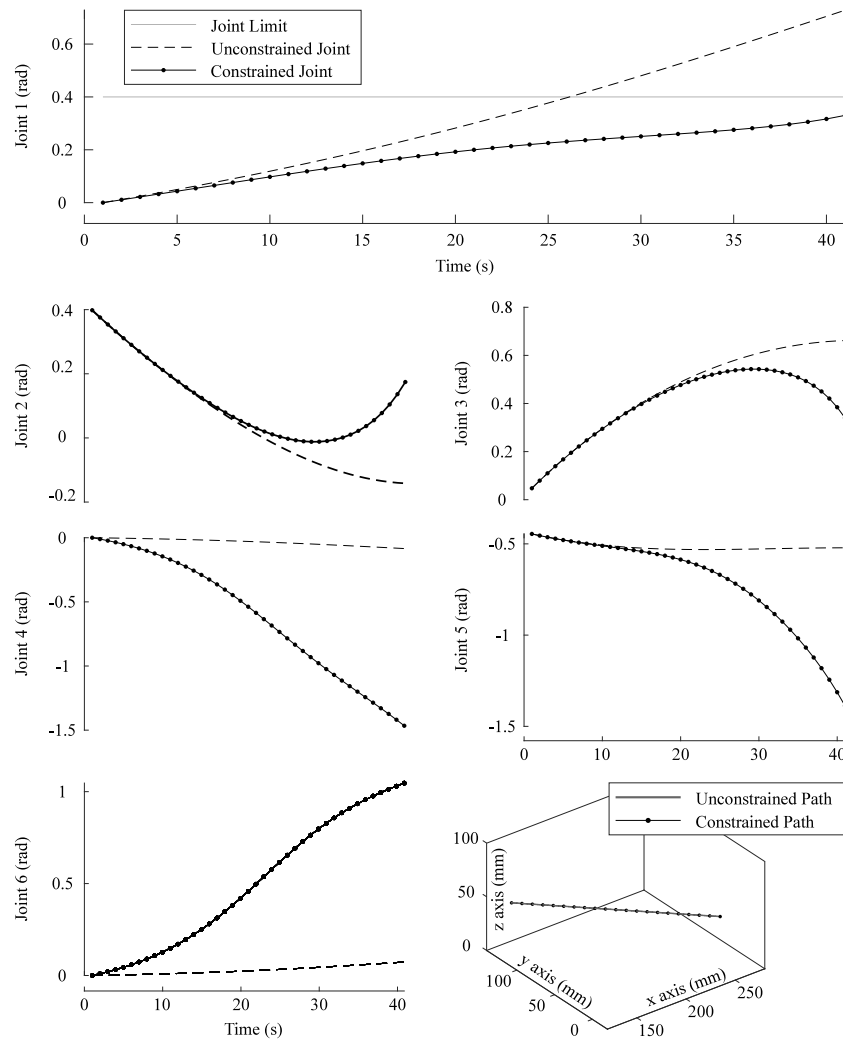 Joint Limit
Unconstrained Joint
Constrained Joint
Joint 1 (rad)
0.6
0.4
0.2
0
0 5 10 15 20 25 30 35 40
Time (s)
Joint 2 (rad)
0.4
0.2
0
-0.2
Joint 3 (rad)
0.8
0.6
0.4
0.2
0
Joint 4 (rad)
0
-0.5
-1
-1.5
Joint 5 (rad)
-0.5
-1
-1.5
0 10 20 30 40
Joint 6 (rad)
1
0.5
0
0 10 20 30 40
Time (s)
Unconstrained Path
Constrained Path
z axis (mm)
100
50
0
y axis (mm)
100
50
0
x axis (mm)
150
200
250